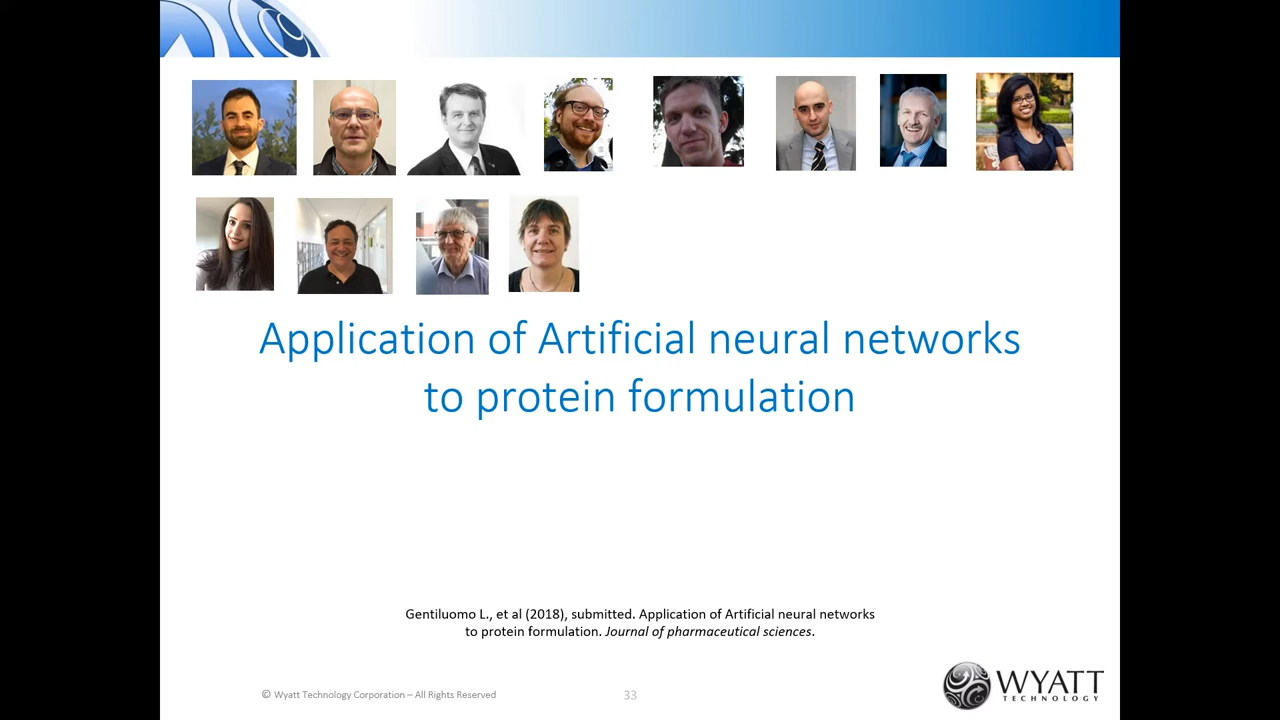 Application of Artificial neural networks
to protein formulation
Gentiluomo L., et al (2018), submitted. Application of Artificial neural networks
to protein formulation. Journal of pharmaceutical sciences.
© Wyatt Technology Corporation – All Rights Reserved
33
WYATT
TECHNOLOGY